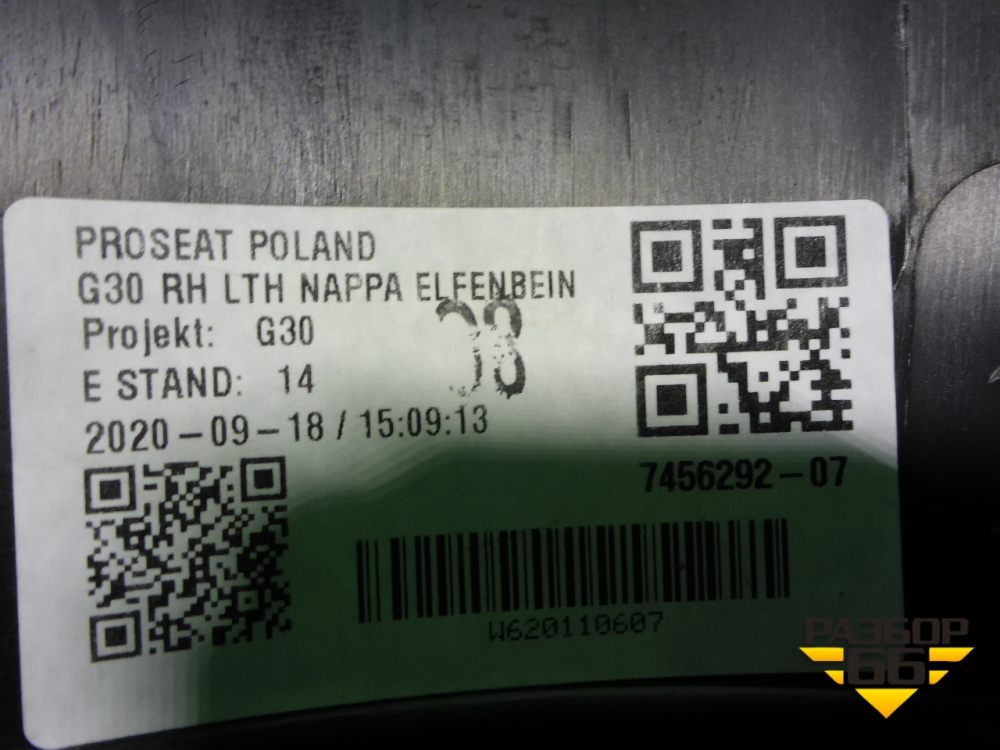 PROSEAT POLAND
G30 RH LTH NAPPA ELFENBEIN
Projekt: G30
08
E STAND: 14
2020-09-18 / 15:09:13
7456292-07
W620110607
РАЗБОР
66